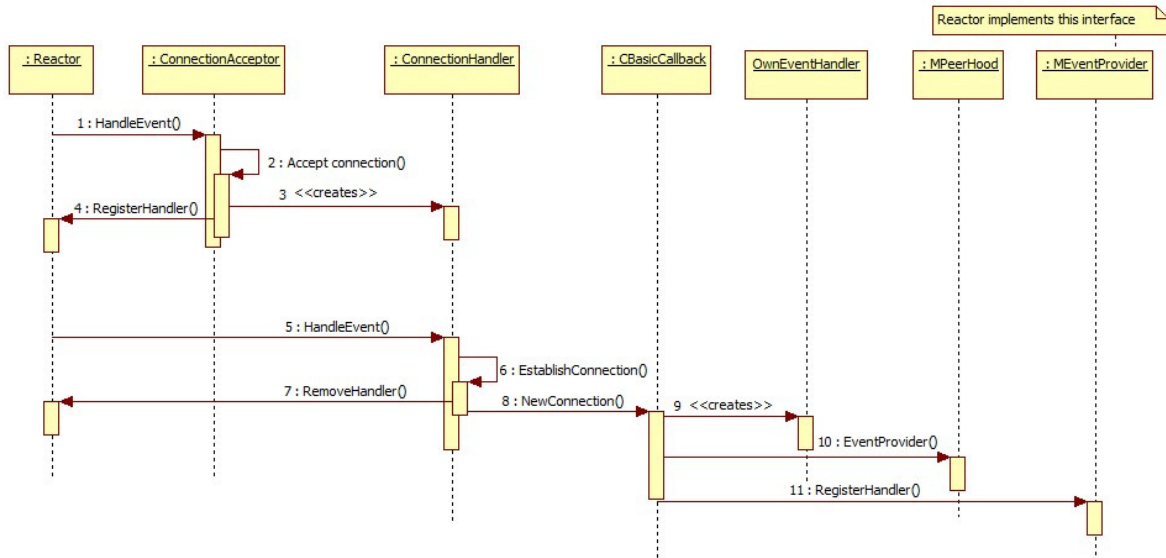 Reactor implements this interface
: Reactor
: ConnectionAcceptor
: ConnectionHandler
: CBasicCallback
OwnEventHandler
: MPeerHood
: MEventProvider
1 : HandleEvent()
2 : Accept connection()
3 <<creates>>
4 : RegisterHandler()
5 : HandleEvent()
6 : EstablishConnection()
7 : RemoveHandler()
8 : NewConnection()
9 <<creates>>
10 : EventProvider()
11 : RegisterHandler()